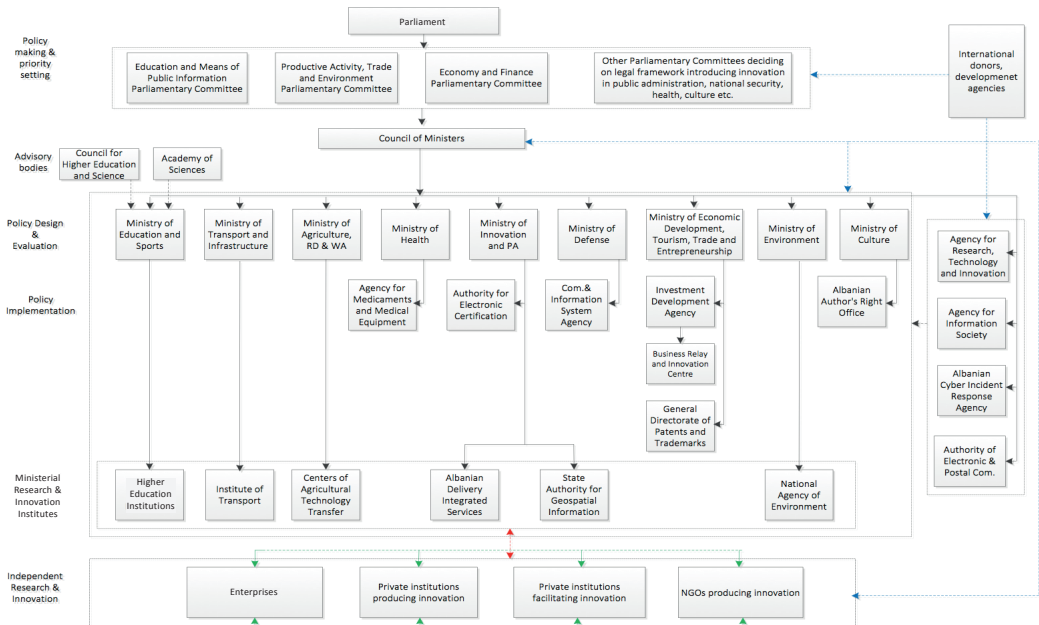 Policy
making &
priority
setting
Parliament
Education and Means of
Public Information
Parliamentary Committee
Productive Activity, Trade
and Environment
Parliamentary Committee
Economy and Finance
Parliamentary Committee
Other Parliamentary Committees deciding
on legal framework introducing innovation
in public administration, national security,
health, culture etc.
International
donors,
developmenet
agencies
Council of Ministers
Advisory
bodies
Council for
Higher Education
and Science
Academy of
Sciences
Policy Design
&
Evaluation
Ministry of
Education and
Sports
Ministry of
Transport and
Infrastructure
Ministry of
Agriculture,
RD & WA
Ministry of
Health
Ministry of
Innovation
and PA
Ministry of
Defense
Ministry of Economic
Development,
Tourism, Trade and
Entrepreneurship
Ministry of
Environment
Ministry of
Culture
Agency for
Research,
Technology
and Innovation
Policy
Implementation
Agency for
Medicaments
and Medical
Equipment
Authority for
Electronic
Certification
Com.&
Information
System
Agency
Investment
Development
Agency
Albanian
Author's Right
Office
Agency for
Information
Society
Business Relay
and Innovation
Centre
Albanian
Cyber Incident
Response
Agency
General
Directorate of
Patents and
Trademarks
Authority of
Electronic &
Postal Com.
Ministerial
Research &
Innovation
Institutes
Higher
Education
Institutions
Institute of
Transport
Centers of
Agricultural
Technology
Transfer
Albanian
Delivery
Integrated
Services
State
Authority for
Geospatial
Information
National
Agency of
Environment
Independent
Research &
Innovation
Enterprises
Private institutions
producing innovation
Private institutions
facilitating innovation
NGOs producing innovation